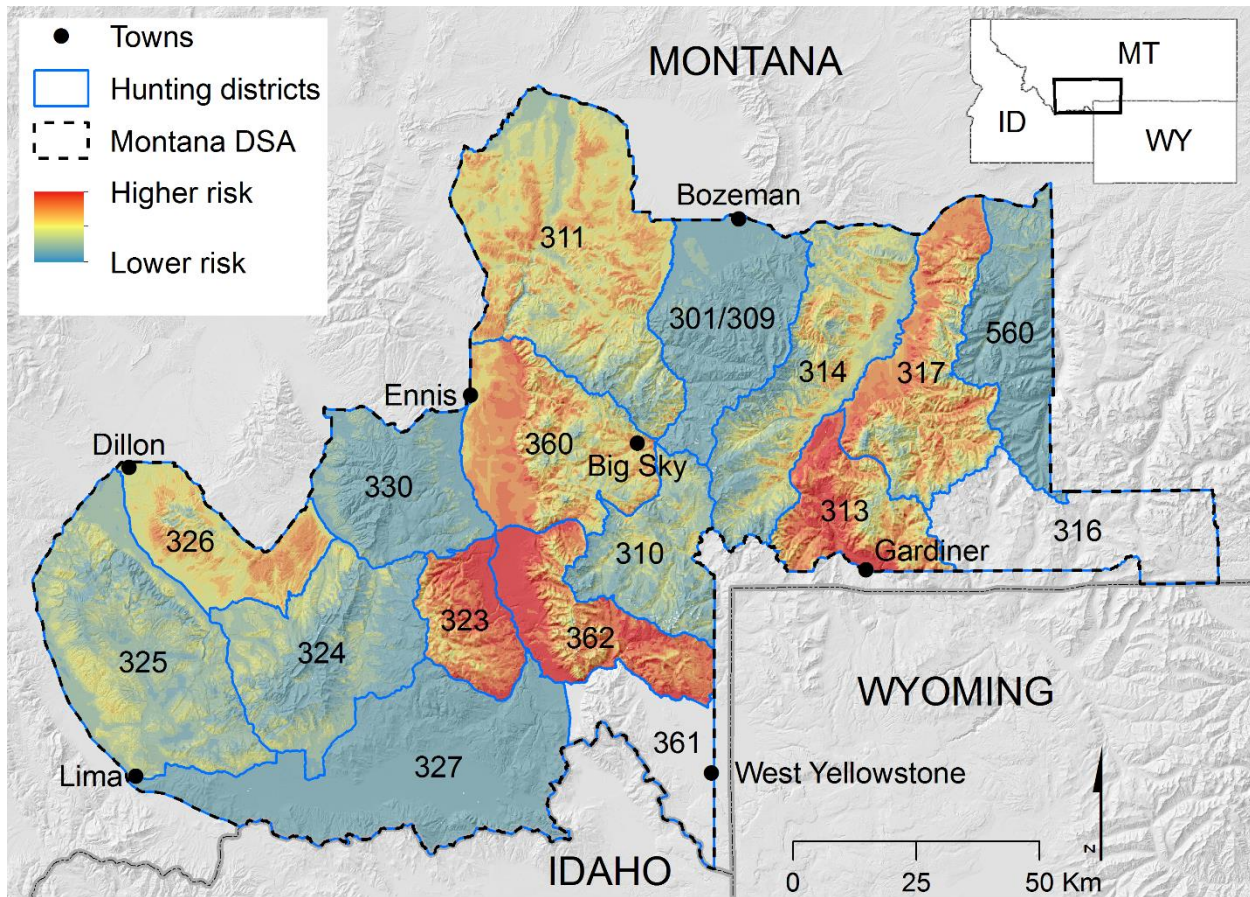 Towns
Hunting districts
Montana DSA
Higher risk
Lower risk
MONTANA
MT
ID
WY
Bozeman
311
301/309
560
314
317
Ennis
360
Big Sky
Dillon
330
326
313
316
310
Gardiner
323
362
325
324
WYOMING
361
327
Lima
West Yellowstone
IDAHO
N
0 25 50 Km